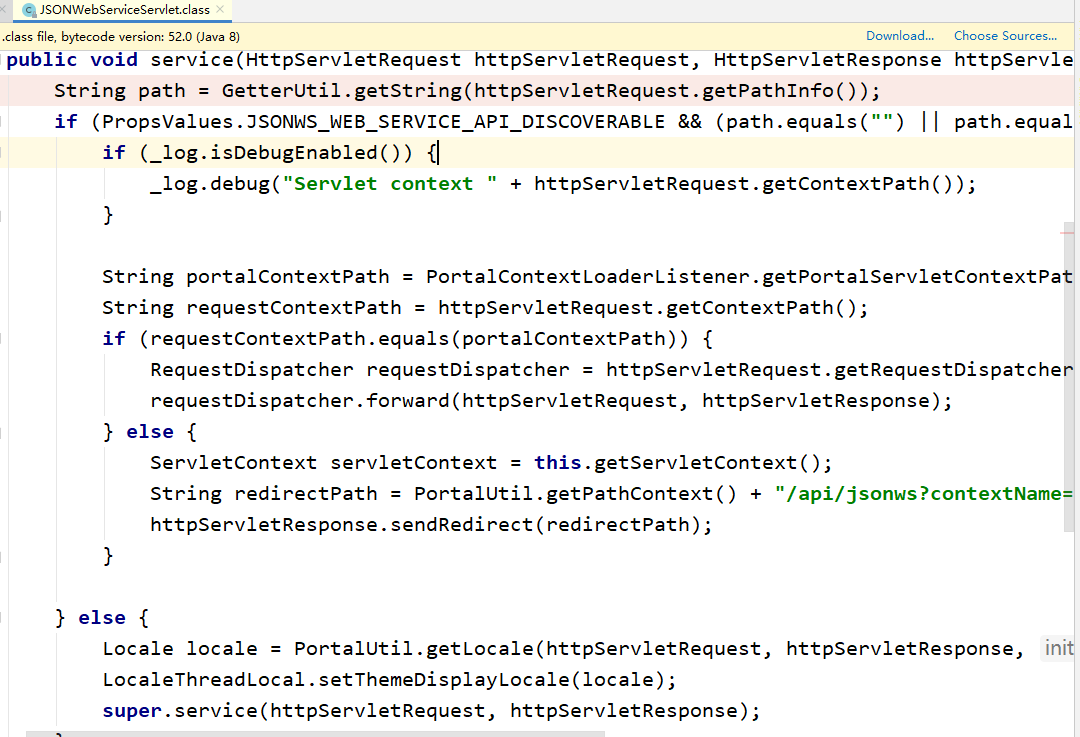 JSONWebServiceServlet.class
.class file, bytecode version: 52.0 (Java 8) Download... Choose Sources...
public void service(HttpServletRequest httpServletRequest, HttpServletResponse httpServle
String path = GetterUtil.getString(httpServletRequest.getPathInfo());
if (PropsValues.JSONWS_WEB_SERVICE_API_DISCOVERABLE && (path.equals("") || path.equal
if (_log.isDebugEnabled()) {
_log.debug("Servlet context " + httpServletRequest.getContextPath());
}
String portalContextPath = PortalContextLoaderListener.getPortalServletContextPat
String requestContextPath = httpServletRequest.getContextPath();
if (requestContextPath.equals(portalContextPath)) {
RequestDispatcher requestDispatcher = httpServletRequest.getRequestDispatcher
requestDispatcher.forward(httpServletRequest, httpServletResponse);
} else {
ServletContext servletContext = this.getServletContext();
String redirectPath = PortalUtil.getPathContext() + "/api/jsonws?contextName=
httpServletResponse.sendRedirect(redirectPath);
}
} else {
Locale locale = PortalUtil.getLocale(httpServletRequest, httpServletResponse, init
LocaleThreadLocal.setThemeDisplayLocale(locale);
super.service(httpServletRequest, httpServletResponse);